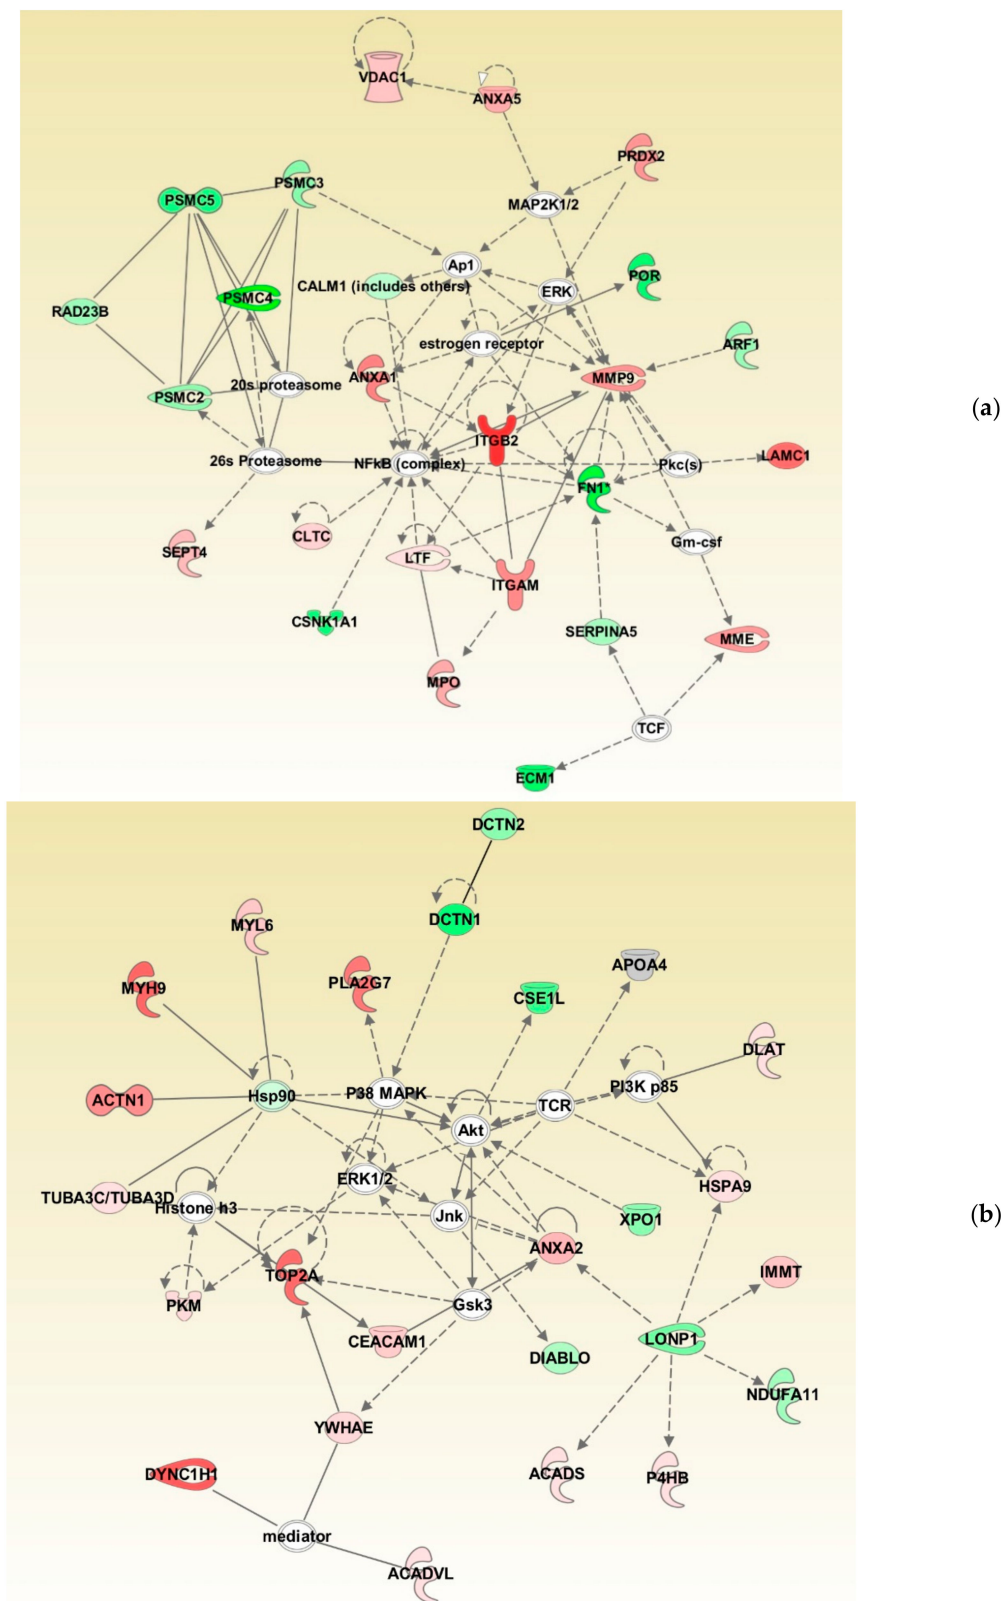 VDAC1
ANXA5
PRDX2
PSMC3
PSMC5
MAP2K1/2
Ap1
POR
CALM1 (includes others)
ERK
PSMC4
RAD23B
estrogen receptor
ARF1
ANXA1
MMP9
20s proteasome
PSMC2
ITGB2
LAMC1
26s Proteasome
NFkB (complex)
Pkc(s)
FN1*
CLTC
Gm-csf
SEPT4
LTF
ITGAM
CSNK1A1
SERPINA5
MME
MPO
TCF
ECM1
(a)
DCTN2
DCTN1
MYL6
APOA4
PLA2G7
MYH9
CSE1L
DLAT
PI3K p85
P38 MAPK
Hsp90
ACTN1
TCR
Akt
ERK1/2
HSPA9
TUBA3C/TUBA3D
Histone h3
Jnk
XPO1
ANXA2
TOP2A
IMMT
PKM
Gsk3
CEACAM1
LONP1
DIABLO
NDUFA11
YWHAE
DYNC1H1
ACADS
P4HB
mediator
ACADVL
(b)